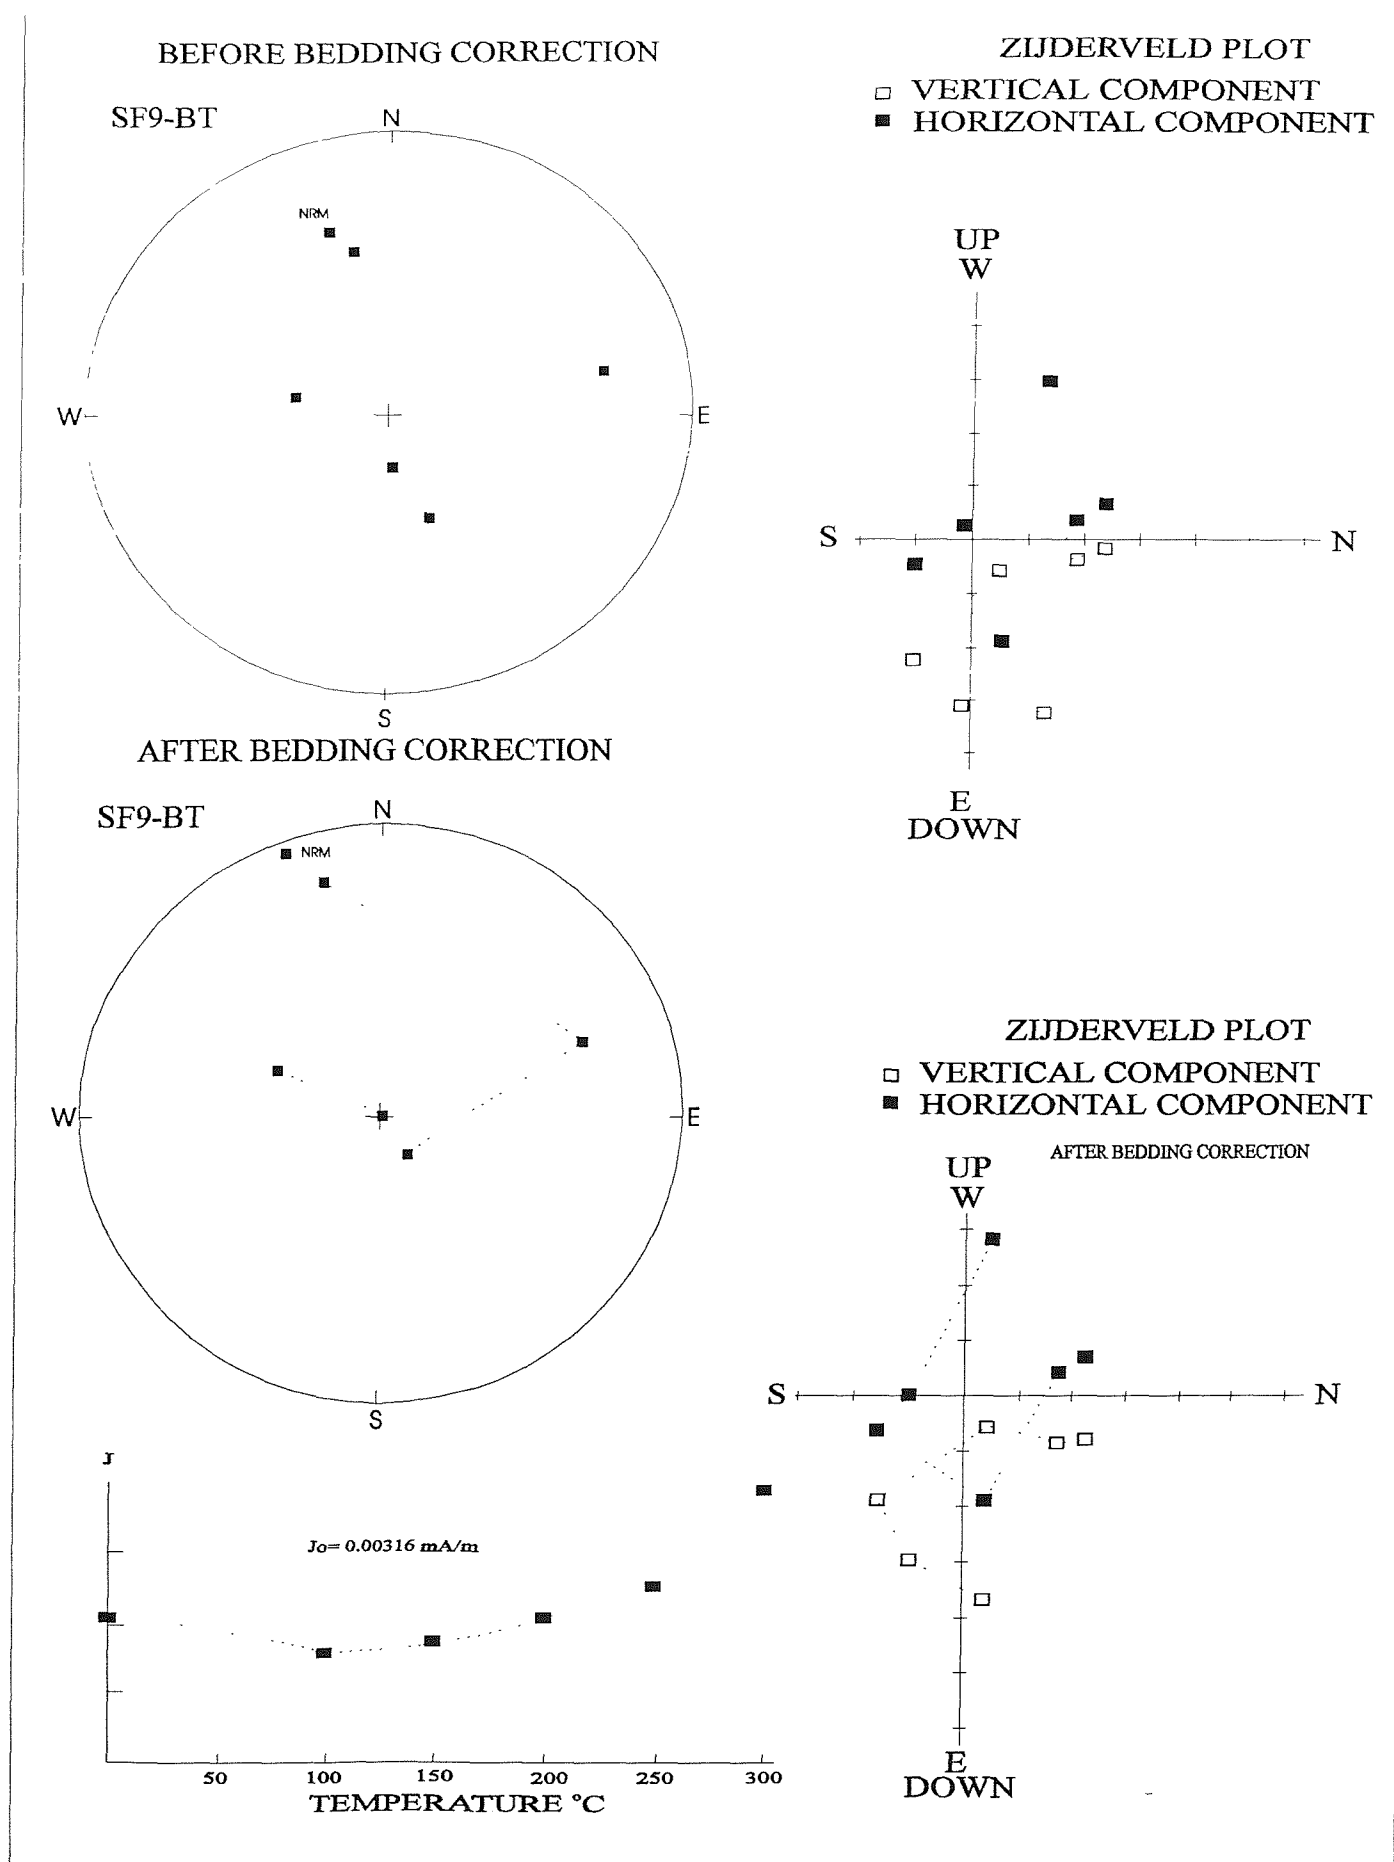 BEFORE BEDDING CORRECTION
SF9-BT
N
NRM
W
E
S
ZIJDERVELD PLOT
VERTICAL COMPONENT
HORIZONTAL COMPONENT
UP
W
S
N
E
DOWN
AFTER BEDDING CORRECTION
SF9-BT
N
NRM
W
E
S
ZIJDERVELD PLOT
VERTICAL COMPONENT
HORIZONTAL COMPONENT
AFTER BEDDING CORRECTION
UP
W
S
N
E
DOWN
J
Jo= 0.00316 mA/m
50 100 150 200 250 300
TEMPERATURE °C